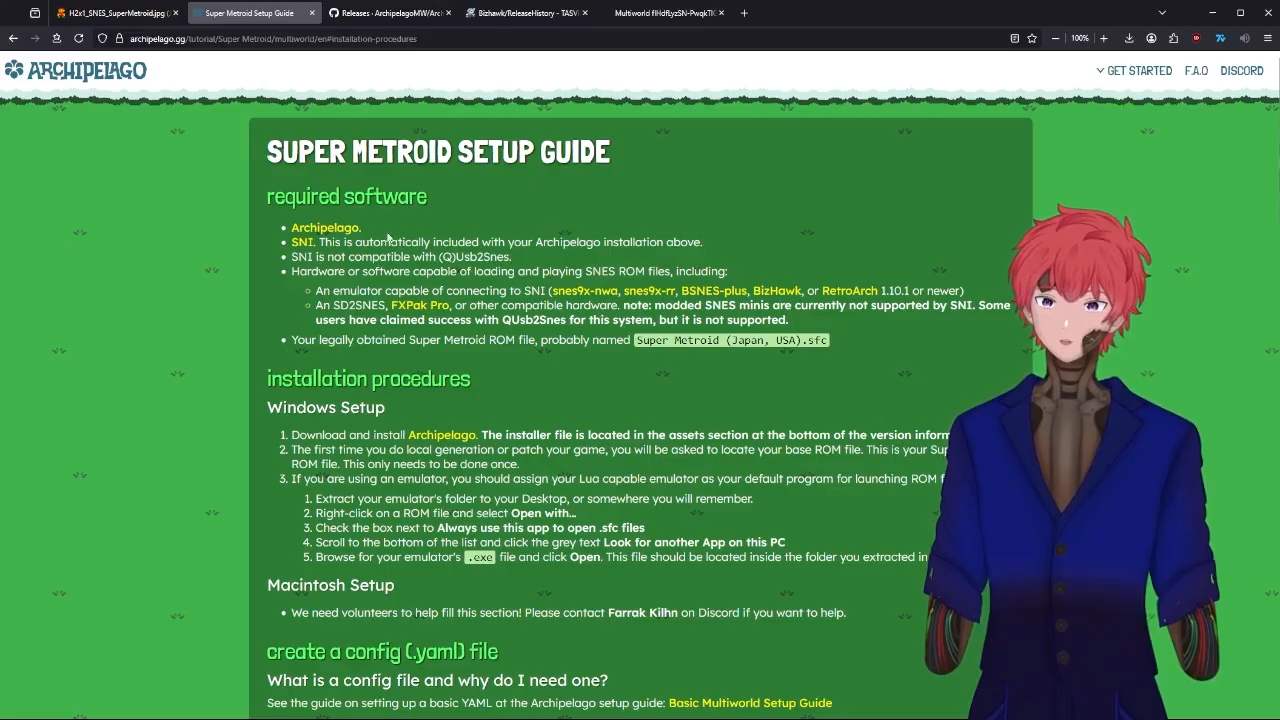 H2x1_SNES_SuperMetroid.jpg (
Super Metroid Setup Guide
Releases · ArchipelagoMW/Arc
Bizhawk/ReleaseHistory - TASVi
archipelago.gg/tutorial/Super Metroid/multiworld/en#installation-procedures
100%
ARCHIPELAGO
GET STARTED
F.A.Q
DISCORD
SUPER METROID SETUP GUIDE
required software
Archipelago.
SNI. This is automatically included with your Archipelago installation above.
SNI is not compatible with (Q)Usb2Snes.
Hardware or software capable of loading and playing SNES ROM files, including:
An emulator capable of connecting to SNI (snes9x-nwa, snes9x-rr, BSNES-plus, BizHawk, or RetroArch 1.10.1 or newer)
An SD2SNES, FXPak Pro, or other compatible hardware. note: modded SNES minis are currently not supported by SNI. Some
users have claimed success with QUsb2Snes for this system, but it is not supported.
Your legally obtained Super Metroid ROM file, probably named Super Metroid (Japan, USA).sfc
installation procedures
Windows Setup
1. Download and install Archipelago. The installer file is located in the assets section at the bottom of the version inform
2. The first time you do local generation or patch your game, you will be asked to locate your base ROM file. This is your Sup
ROM file. This only needs to be done once.
3. If you are using an emulator, you should assign your Lua capable emulator as your default program for launching ROM f
1. Extract your emulator's folder to your Desktop, or somewhere you will remember.
2. Right-click on a ROM file and select Open with...
3. Check the box next to Always use this app to open .sfc files
4. Scroll to the bottom of the list and click the grey text Look for another App on this PC
5. Browse for your emulator's .exe file and click Open. This file should be located inside the folder you extracted in
Macintosh Setup
We need volunteers to help fill this section! Please contact Farrak Kilhn on Discord if you want to help.
create a config (.yaml) file
What is a config file and why do I need one?
See the guide on setting up a basic YAML at the Archipelago setup guide: Basic Multiworld Setup Guide